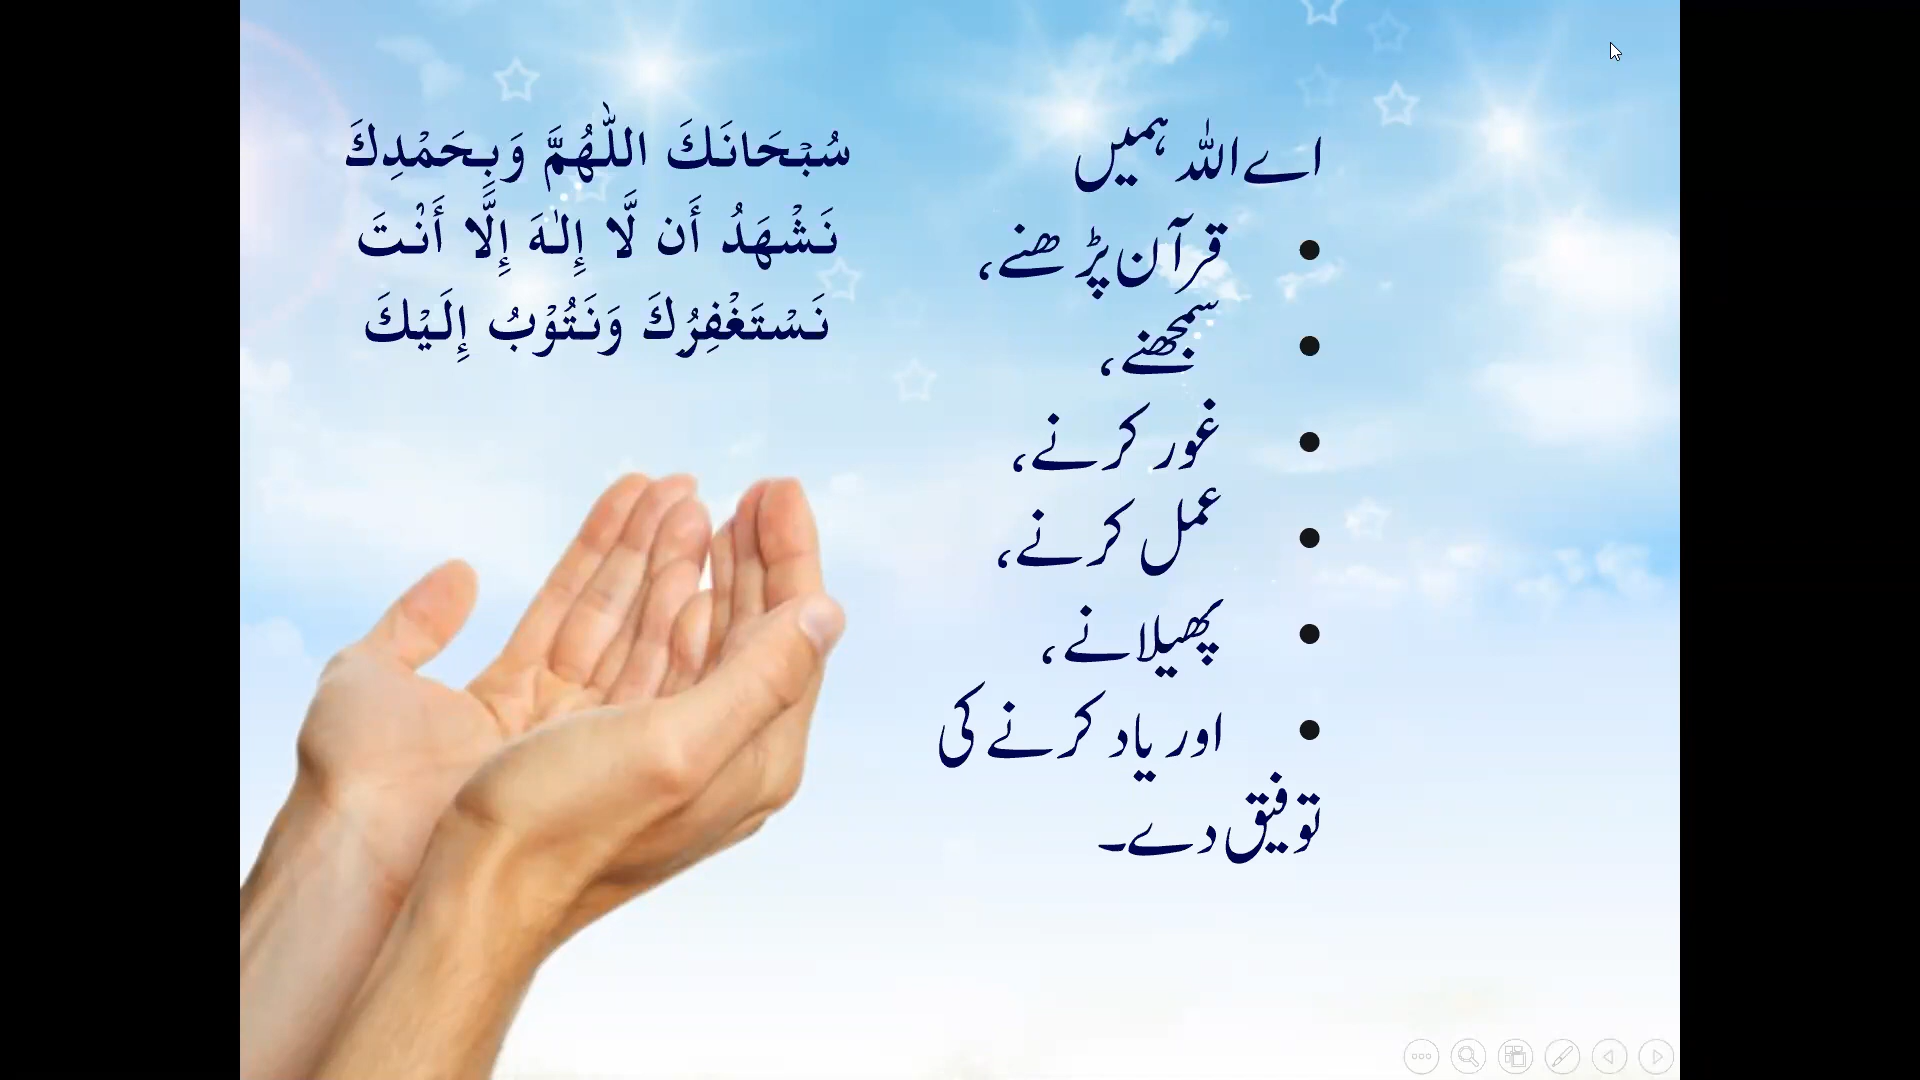 سُبْحَانَكَ اللّٰهُمَّ وَبِحَمْدِكَ
نَشْهَدُ أَن لَّا إِلٰهَ إِلَّا أَنْتَ
نَسْتَغْفِرُكَ وَنَتُوْبُ إِلَيْكَ
اے اللہ ہمیں
• قرآن پڑھنے،
• سمجھنے،
• غور کرنے،
• عمل کرنے،
• پھیلانے،
• اور یاد کرنے کی
توفیق دے۔